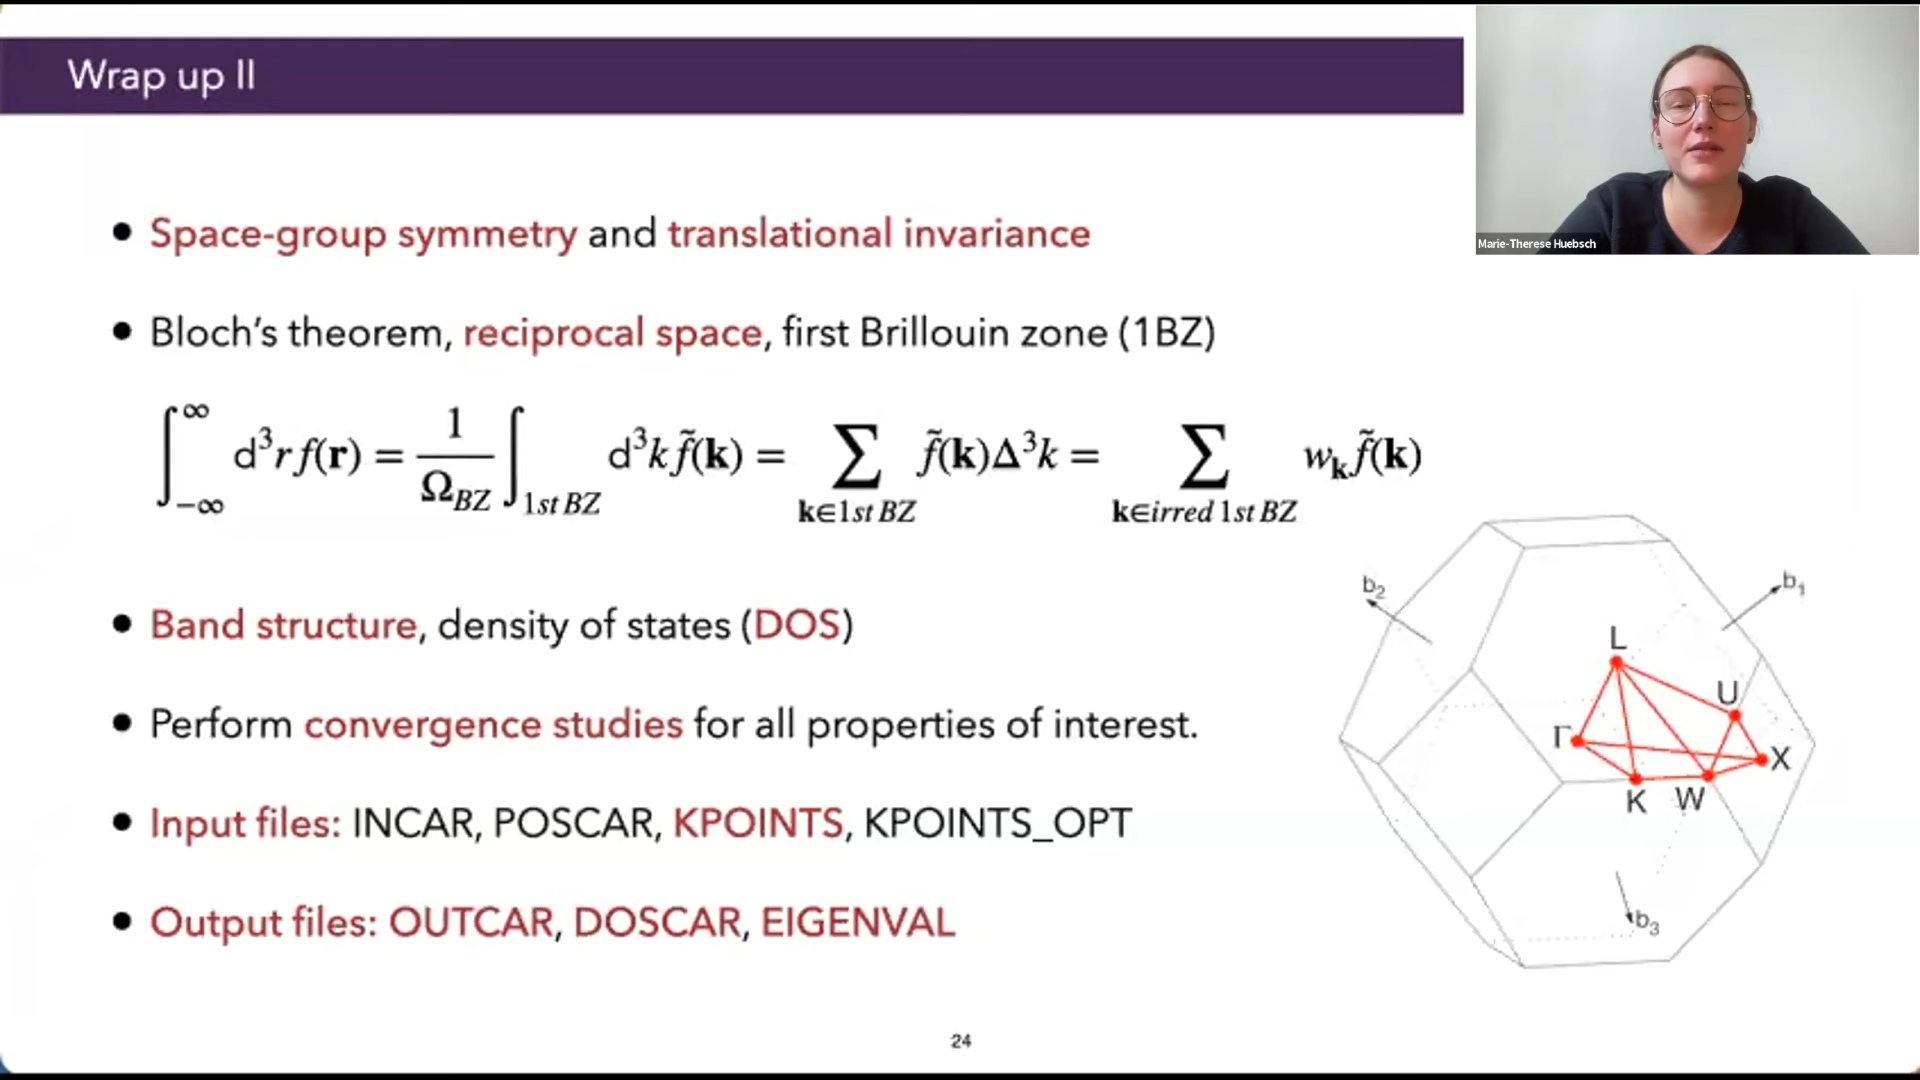 Wrap up II
Marie-Therese Huebsch
● Space-group symmetry and translational invariance
● Bloch's theorem, reciprocal space, first Brillouin zone (1BZ)
∫_{-∞}^{∞} d³r f(𝐫) = 1/Ω_{BZ} ∫_{1st BZ} d³k f̃(𝐤) = ∑_{𝐤∈1st BZ} f̃(𝐤)Δ³k = ∑_{𝐤∈irred 1st BZ} w_𝐤 f̃(𝐤)
● Band structure, density of states (DOS)
● Perform convergence studies for all properties of interest.
● Input files: INCAR, POSCAR, KPOINTS, KPOINTS_OPT
● Output files: OUTCAR, DOSCAR, EIGENVAL
b₂
b₁
L
U
Γ
X
K
W
b₃
24